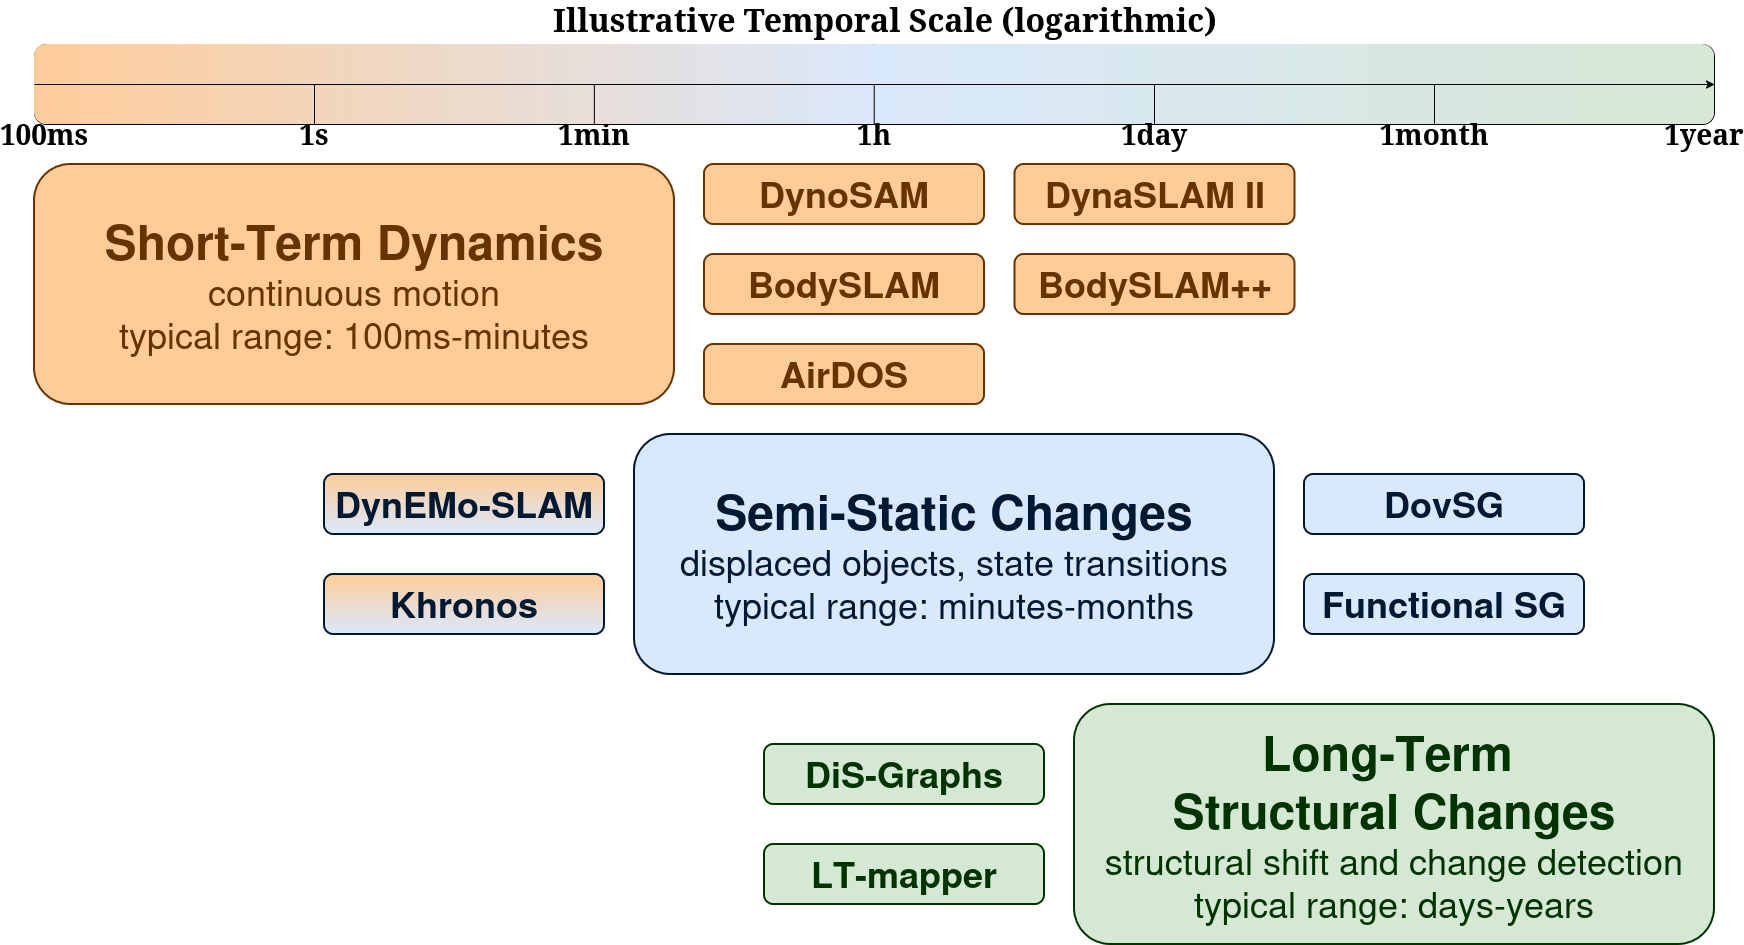 Illustrative Temporal Scale (logarithmic)
100ms 1s 1min 1h 1day 1month 1year
Short-Term Dynamics
continuous motion
typical range: 100ms-minutes
DynoSAM
DynaSLAM II
BodySLAM
BodySLAM++
AirDOS
DynEMo-SLAM
Khronos
Semi-Static Changes
displaced objects, state transitions
typical range: minutes-months
DovSG
Functional SG
DiS-Graphs
LT-mapper
Long-Term
Structural Changes
structural shift and change detection
typical range: days-years